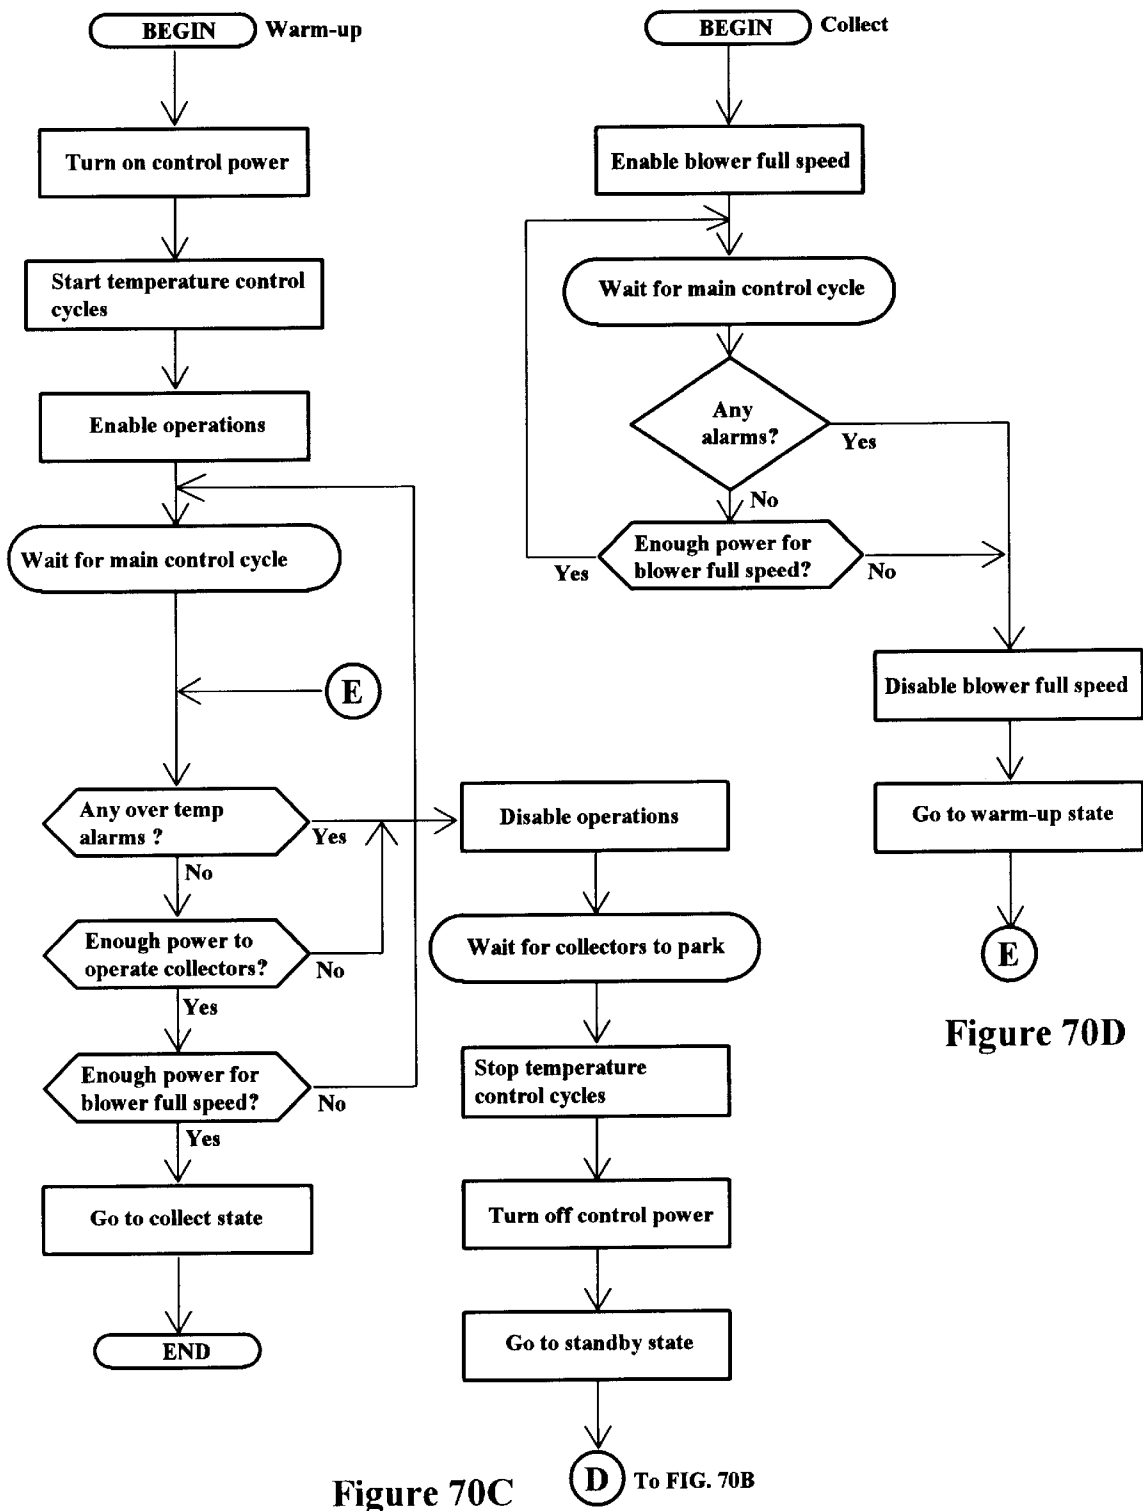 BEGIN Warm-up
Turn on control power
Start temperature control
cycles
Enable operations
Wait for main control cycle
E
Any over temp
alarms ?
Yes
No
Enough power to
operate collectors?
No
Yes
Enough power for
blower full speed?
No
Yes
Go to collect state
END
Disable operations
Wait for collectors to park
Stop temperature
control cycles
Turn off control power
Go to standby state
D To FIG. 70B
Figure 70C
BEGIN Collect
Enable blower full speed
Wait for main control cycle
Any
alarms?
Yes
No
Enough power for
blower full speed?
Yes
No
Disable blower full speed
Go to warm-up state
E
Figure 70D